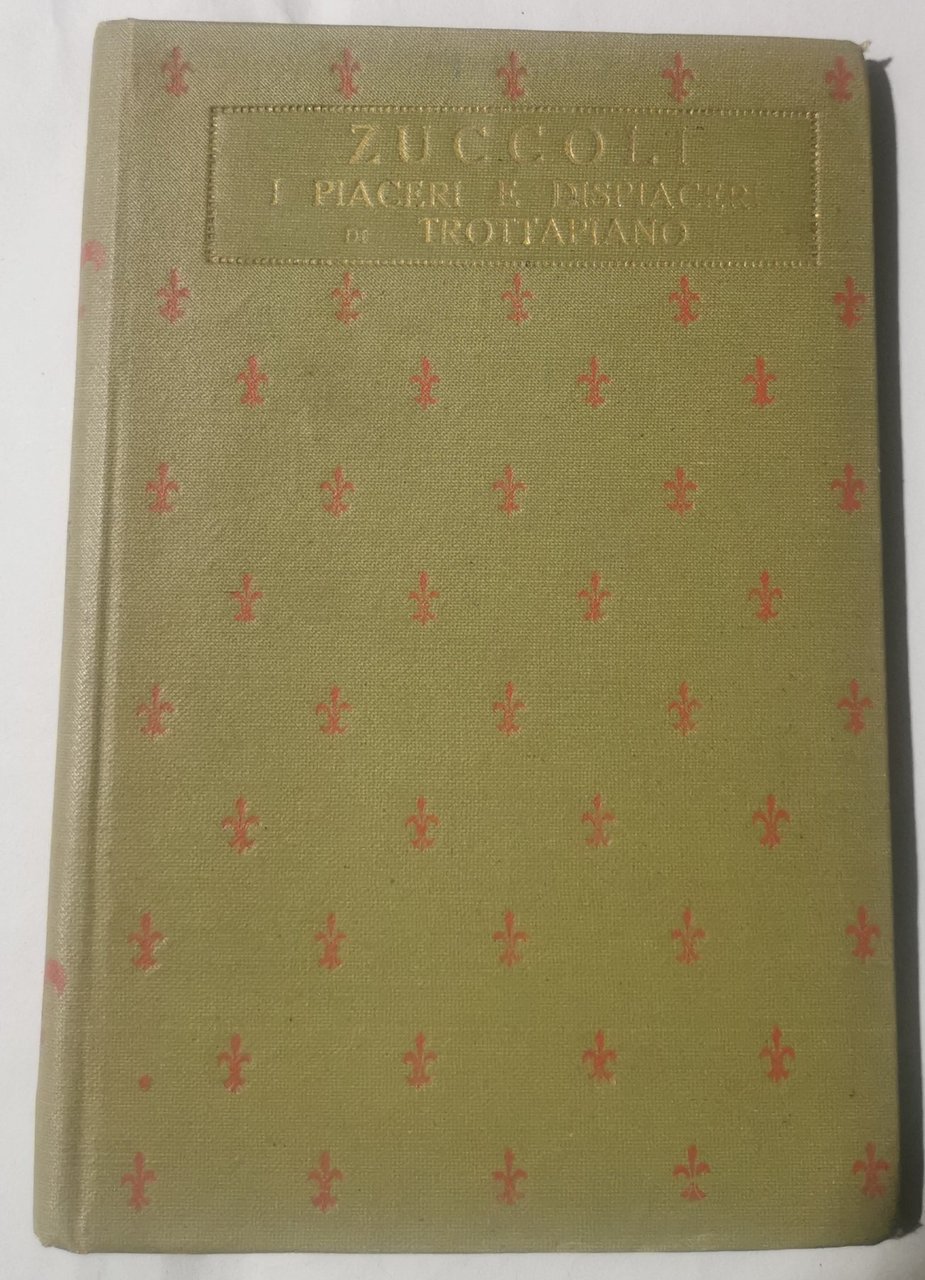 ZUCCOLI
I PIACERI E DISPIACERI
DI TROTTAPIANO